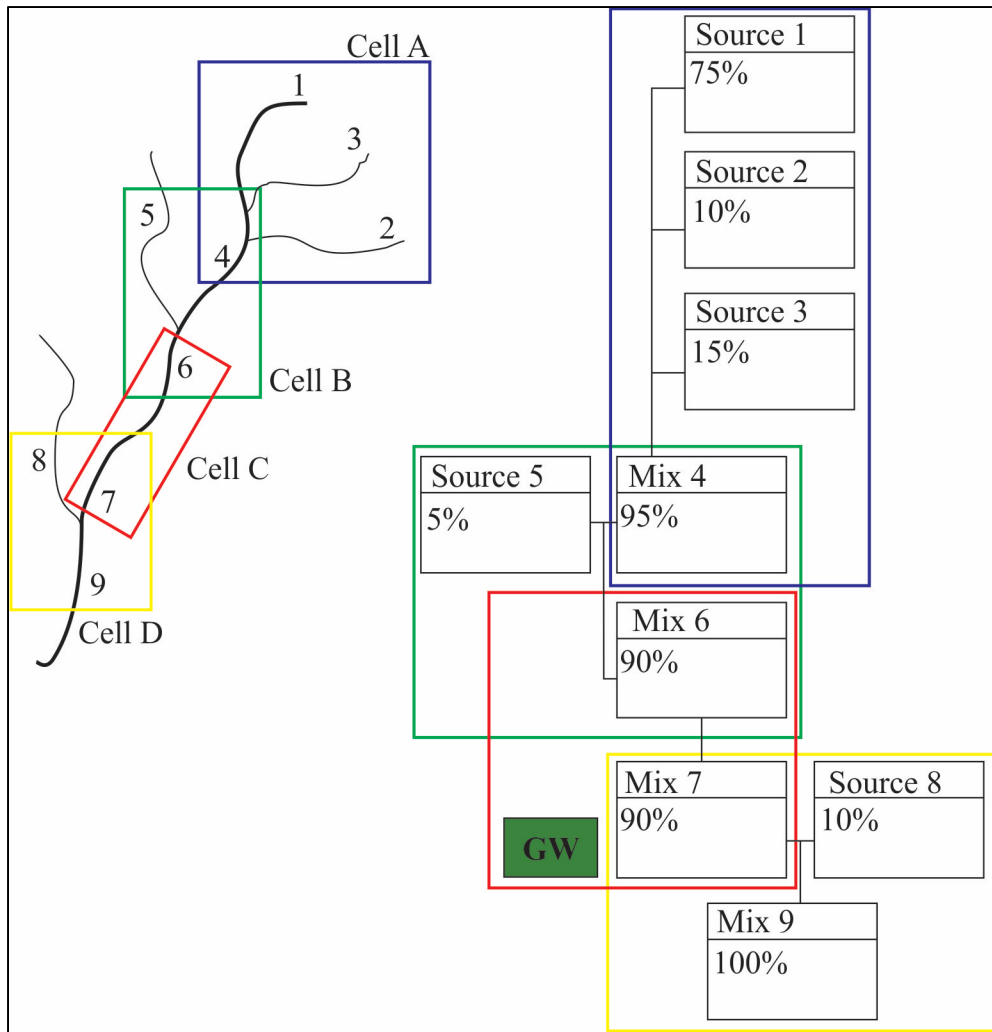 Cell A
1
3
2
5
4
6
Cell B
8
Cell C
7
9
Cell D
Source 1
75%
Source 2
10%
Source 3
15%
Source 5
5%
Mix 4
95%
Mix 6
90%
Mix 7
90%
Source 8
10%
GW
Mix 9
100%